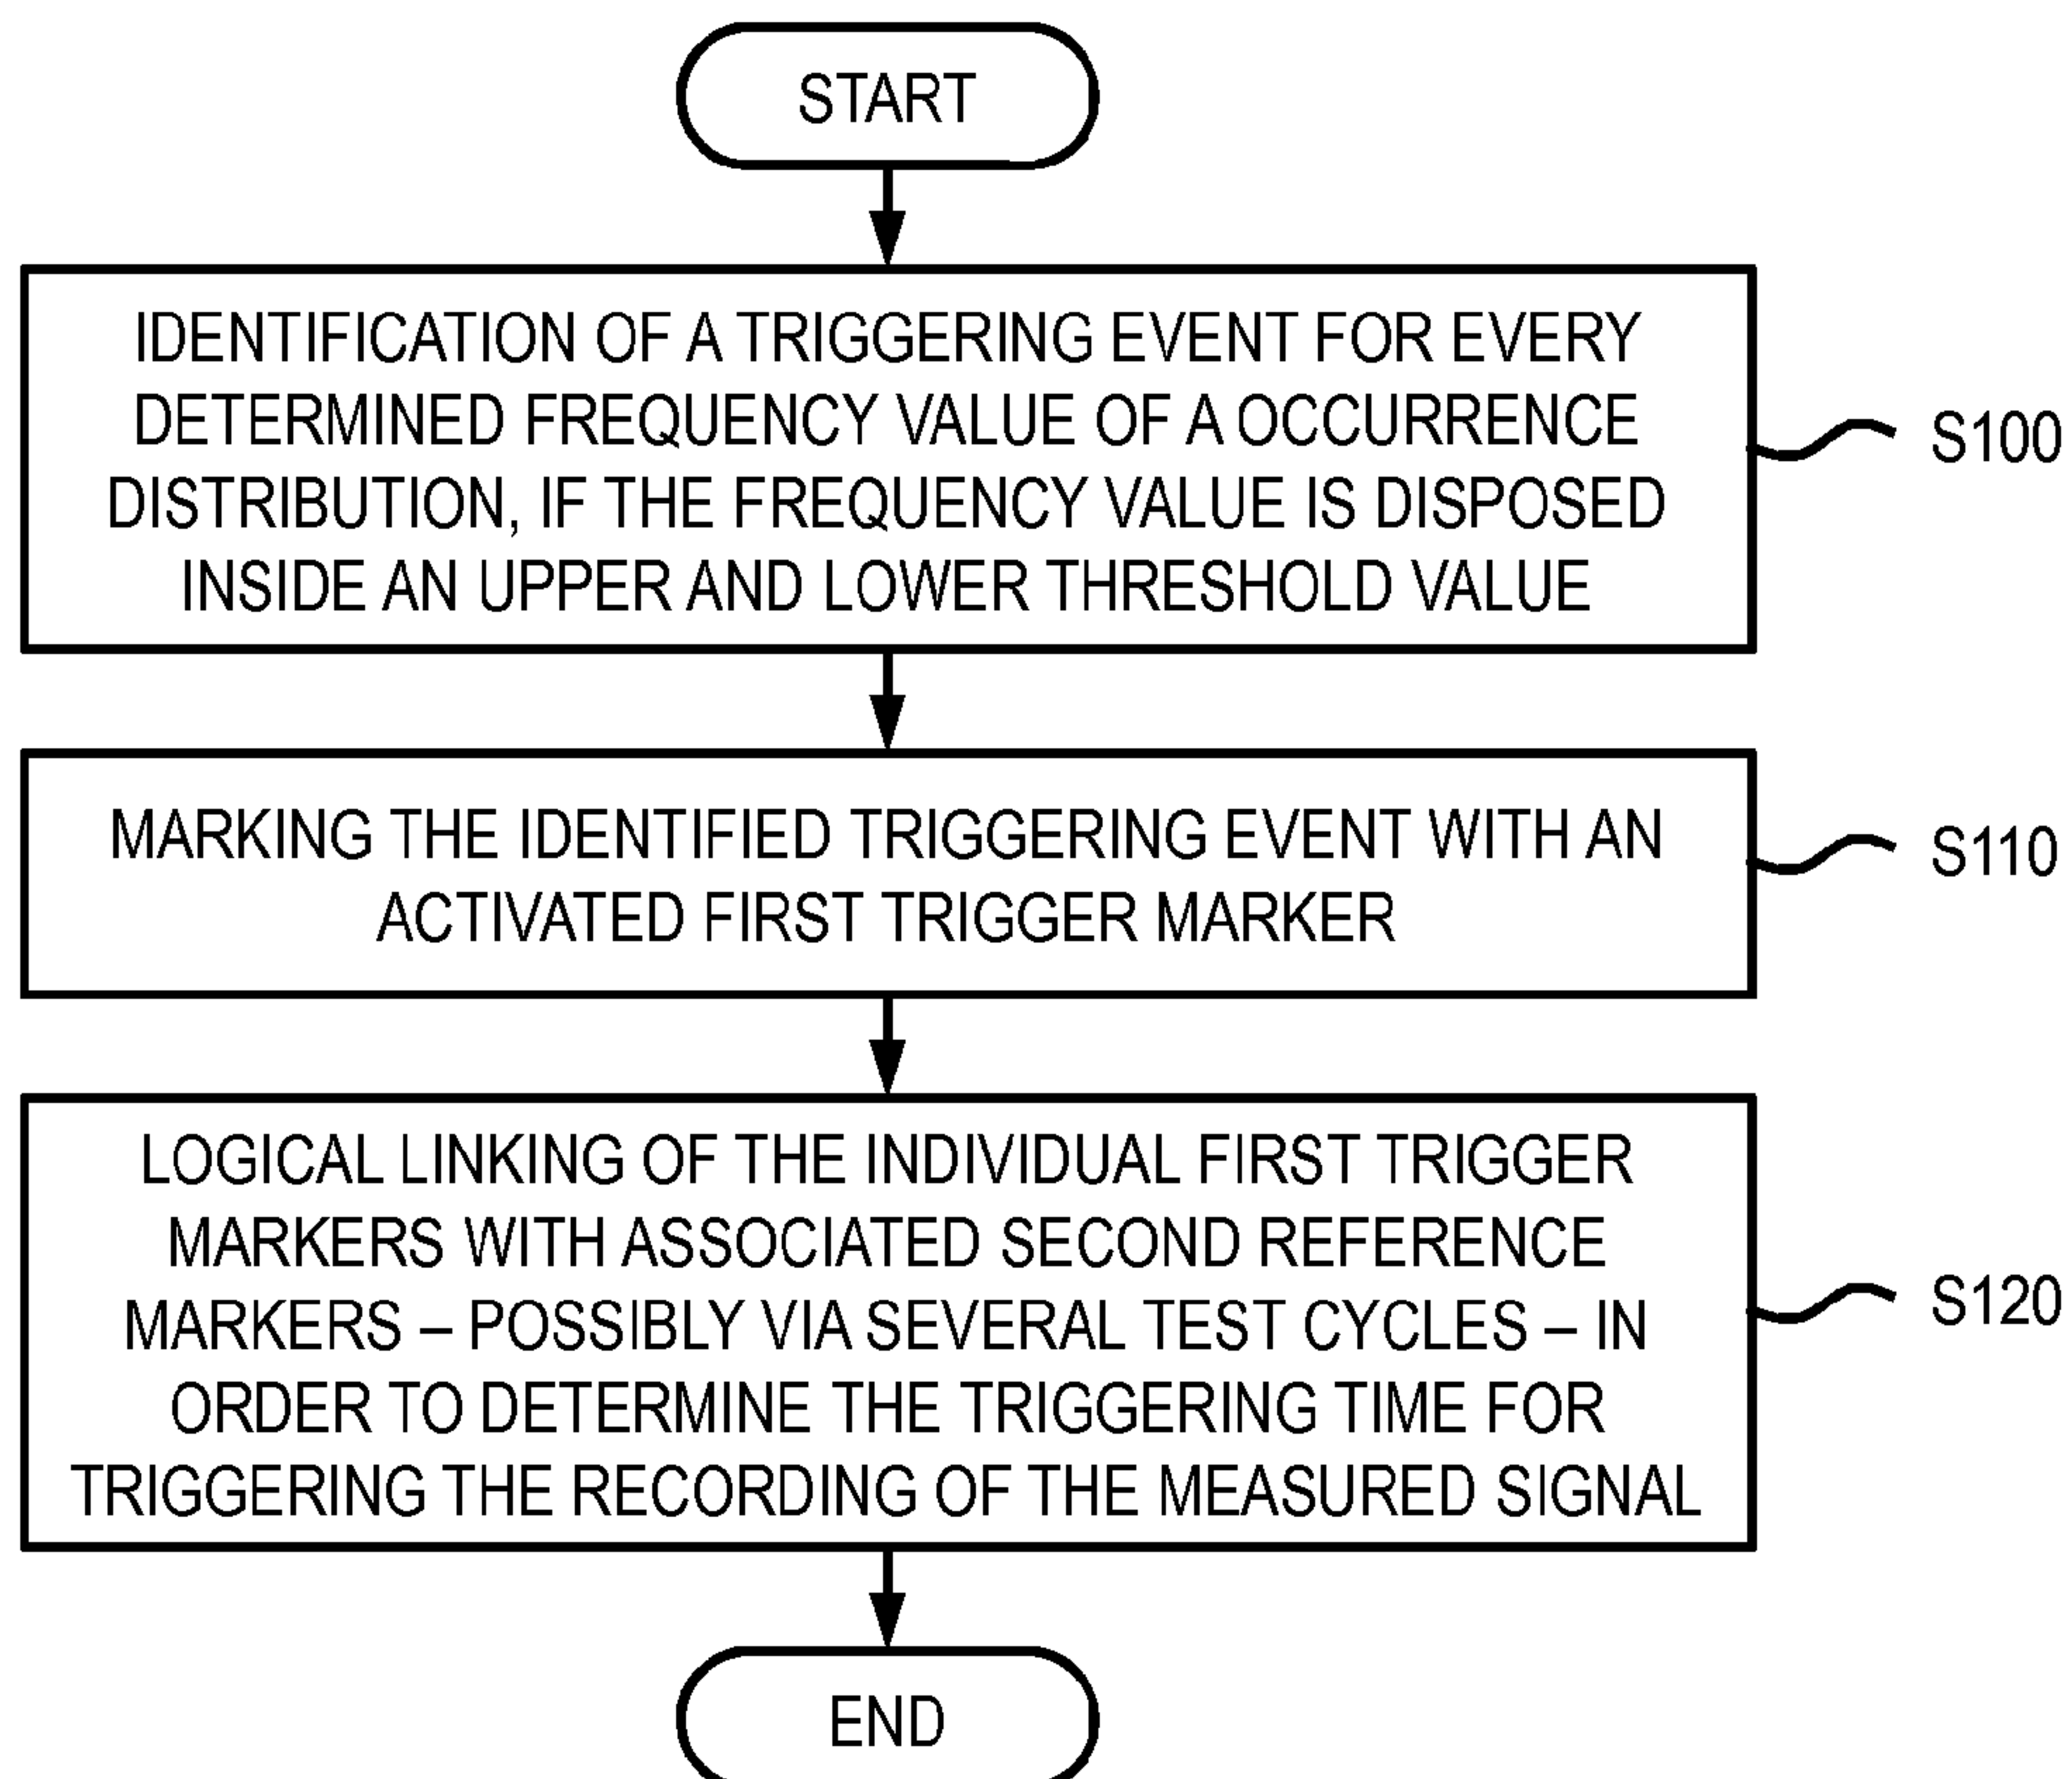 START
IDENTIFICATION OF A TRIGGERING EVENT FOR EVERY
DETERMINED FREQUENCY VALUE OF A OCCURRENCE
DISTRIBUTION, IF THE FREQUENCY VALUE IS DISPOSED
INSIDE AN UPPER AND LOWER THRESHOLD VALUE
S100
MARKING THE IDENTIFIED TRIGGERING EVENT WITH AN
ACTIVATED FIRST TRIGGER MARKER
S110
LOGICAL LINKING OF THE INDIVIDUAL FIRST TRIGGER
MARKERS WITH ASSOCIATED SECOND REFERENCE
MARKERS – POSSIBLY VIA SEVERAL TEST CYCLES – IN
ORDER TO DETERMINE THE TRIGGERING TIME FOR
TRIGGERING THE RECORDING OF THE MEASURED SIGNAL
S120
END